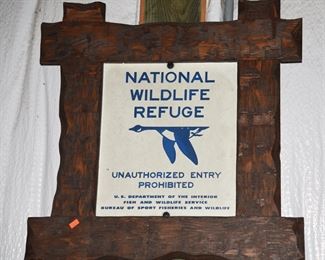 NATIONAL
WILDLIFE
REFUGE
UNAUTHORIZED ENTRY
PROHIBITED
U.S. DEPARTMENT OF THE INTERIOR
FISH AND WILDLIFE SERVICE
BUREAU OF SPORT FISHERIES AND WILDLIFE